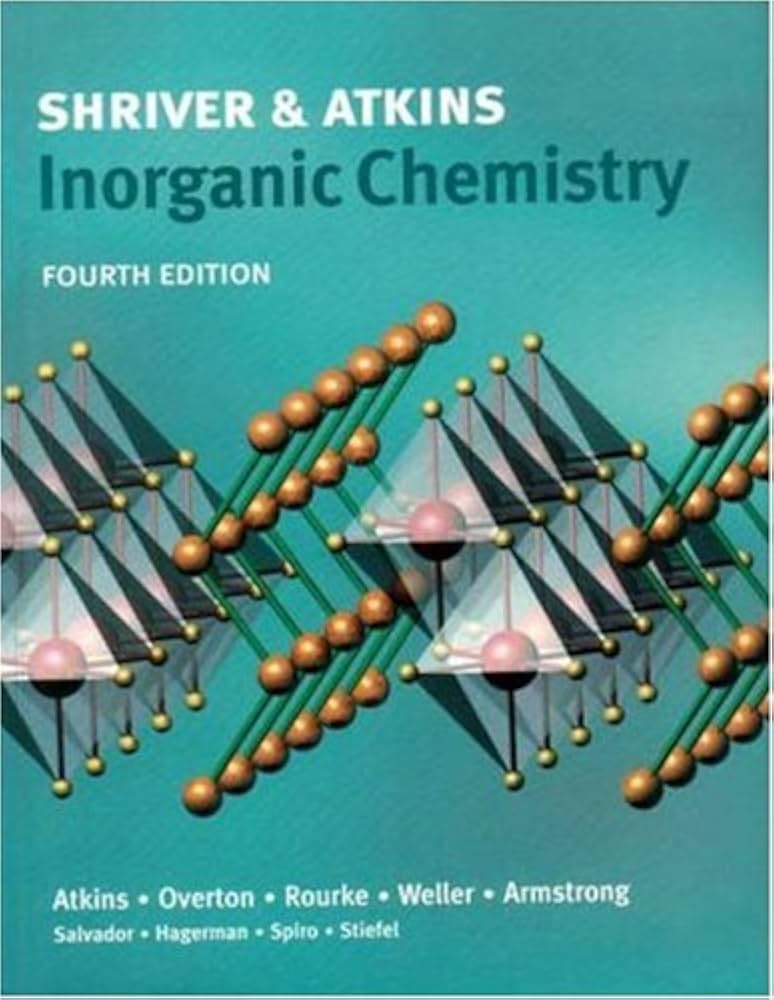 SHRIVER & ATKINS
Inorganic Chemistry
FOURTH EDITION
Atkins • Overton • Rourke • Weller • Armstrong
Salvador • Hagerman • Spiro • Stiefel